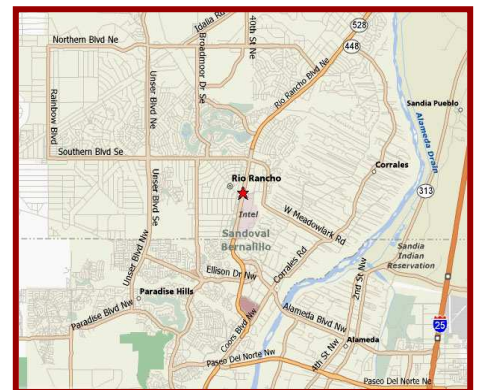 Idalia Rd
40th St Ne
528
Northern Blvd Ne
Broadmoor Dr Se
448
Unser Blvd Ne
Rio Rancho Blvd Ne
Rainbow Blvd
Sandia Pueblo
Alameda Drain
Southern Blvd Se
Corrales
Rio Rancho
313
Unser Blvd Se
Intel
W Meadowlark Rd
Sandoval
Bernalillo
Sandia
Indian
Reservation
Unser Blvd Nw
Ellison Dr Nw
Corrales Rd
2nd St Nw
Paradise Hills
Paradise Blvd Nw
Coors Blvd Nw
Alameda Blvd Nw
25
4th St Nw
Alameda
Paseo Del Norte Nw
Paseo Del Norte Ne